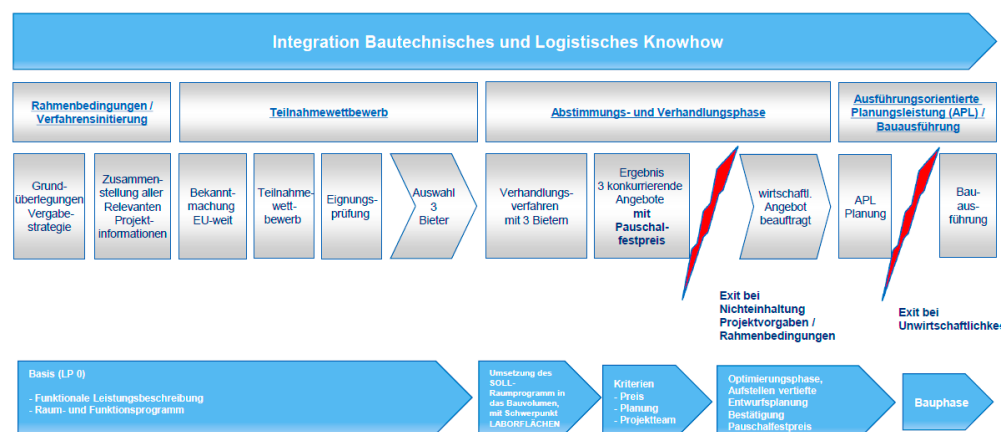 Integration Bautechnisches und Logistisches Knowhow
Rahmenbedingungen /
Verfahrensinitierung
Teilnahmewettbewerb
Abstimmungs- und Verhandlungsphase
Ausführungsorientierte
Planungsleistung (APL) /
Bauausführung
Grund-
überlegungen
Vergabe-
strategie
Zusammen-
stellung aller
Relevanten
Projekt-
informationen
Bekannt-
machung
EU-weit
Teilnahme-
wett-
bewerb
Eignungs-
prüfung
Auswahl
3
Bieter
Verhandlungs-
verfahren
mit 3 Bietern
Ergebnis
3 konkurrierende
Angebote
mit
Pauschal-
festpreis
wirtschaftl.
Angebot
beauftragt
APL
Planung
Bau-
aus-
führung
Exit bei
Nichteinhaltung
Projektvorgaben /
Rahmenbedingungen
Exit bei
Unwirtschaftlichkei
Basis (LP 0)
- Funktionale Leistungsbeschreibung
- Raum- und Funktionsprogramm
Umsetzung des
SOLL-
Raumprogramm in
das Bauvolumen,
mit Schwerpunkt
LABORFLÄCHEN
Kriterien
- Preis
- Planung
- Projektteam
Optimierungsphase,
Aufstellen vertiefte
Entwurfsplanung
Bestätigung
Pauschalfestpreis
Bauphase